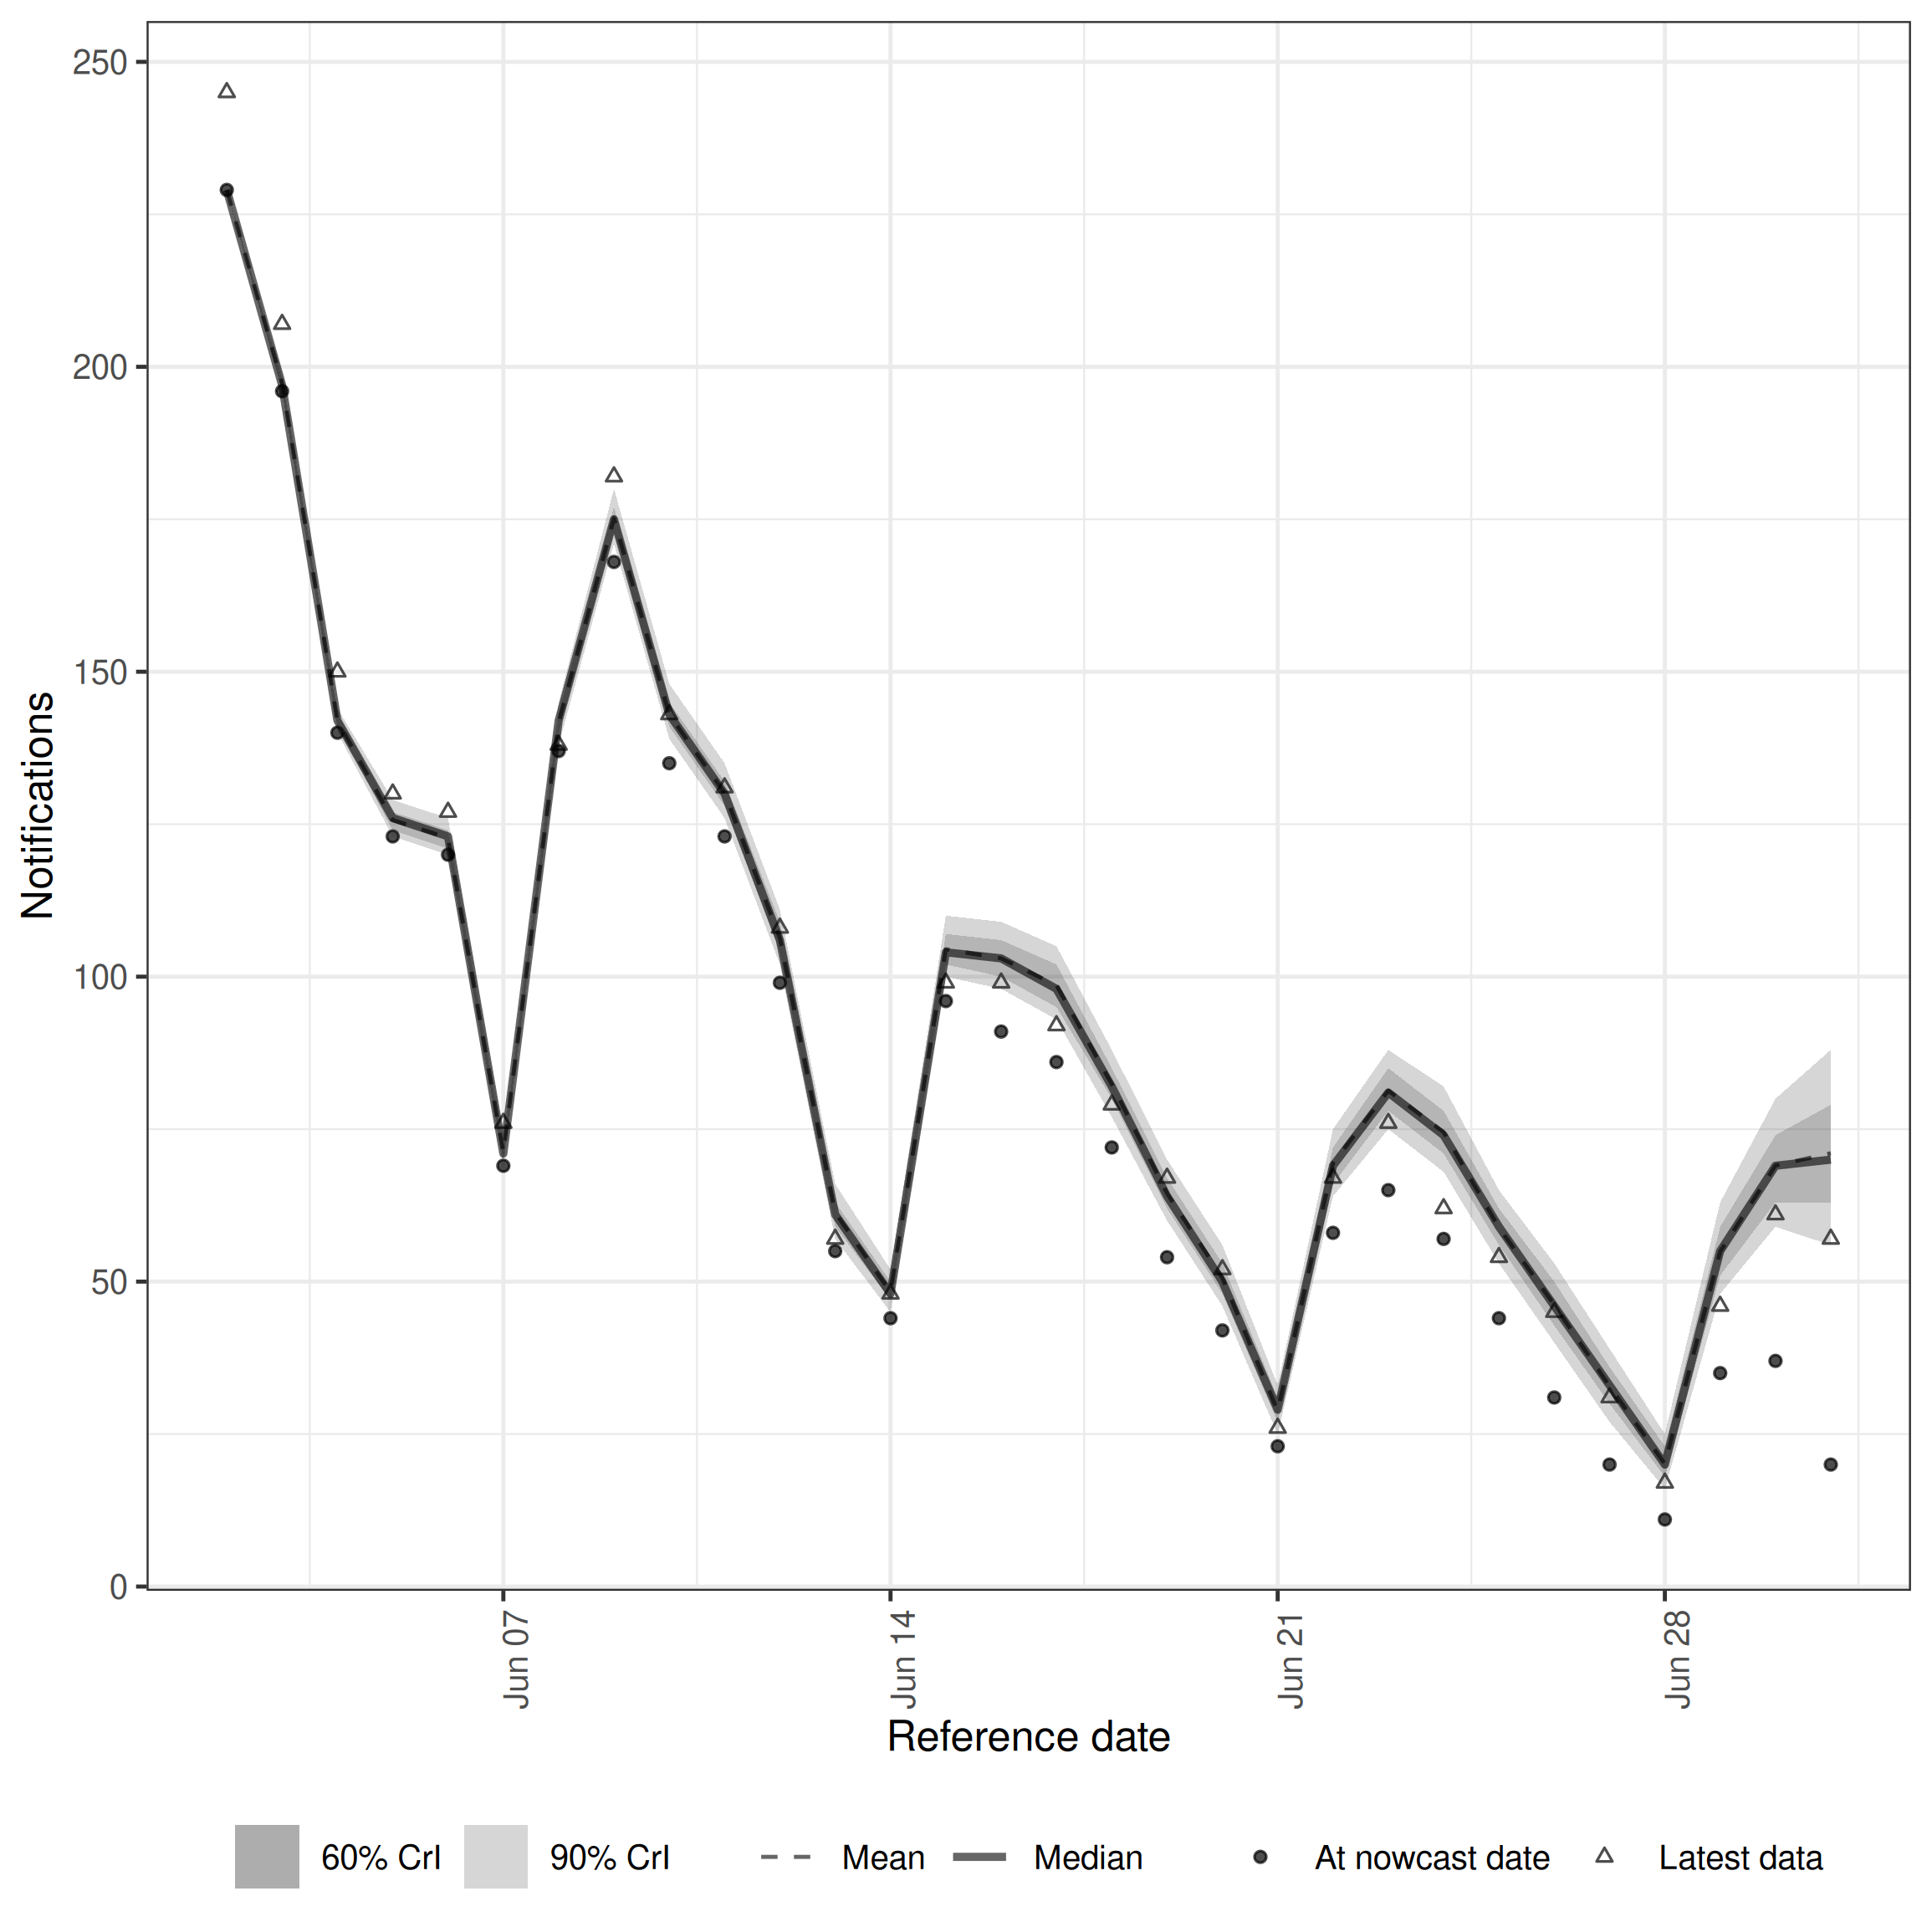 250
200
150
100
50
0
Notifications
Jun 07
Jun 14
Jun 21
Jun 28
Reference date
60% CrI 90% CrI Mean Median At nowcast date Latest data